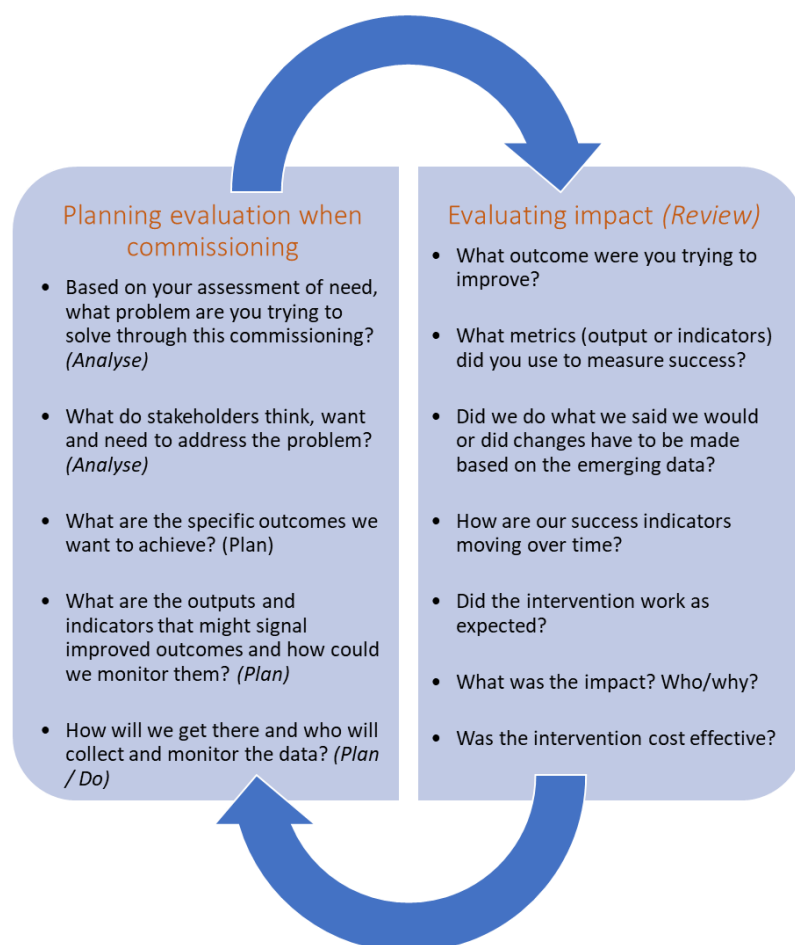 Planning evaluation when
commissioning
• Based on your assessment of need,
what problem are you trying to
solve through this commissioning?
(Analyse)
• What do stakeholders think, want
and need to address the problem?
(Analyse)
• What are the specific outcomes we
want to achieve? (Plan)
• What are the outputs and
indicators that might signal
improved outcomes and how could
we monitor them? (Plan)
• How will we get there and who will
collect and monitor the data? (Plan
/ Do)
Evaluating impact (Review)
• What outcome were you trying to
improve?
• What metrics (output or indicators)
did you use to measure success?
• Did we do what we said we would
or did changes have to be made
based on the emerging data?
• How are our success indicators
moving over time?
• Did the intervention work as
expected?
• What was the impact? Who/why?
• Was the intervention cost effective?